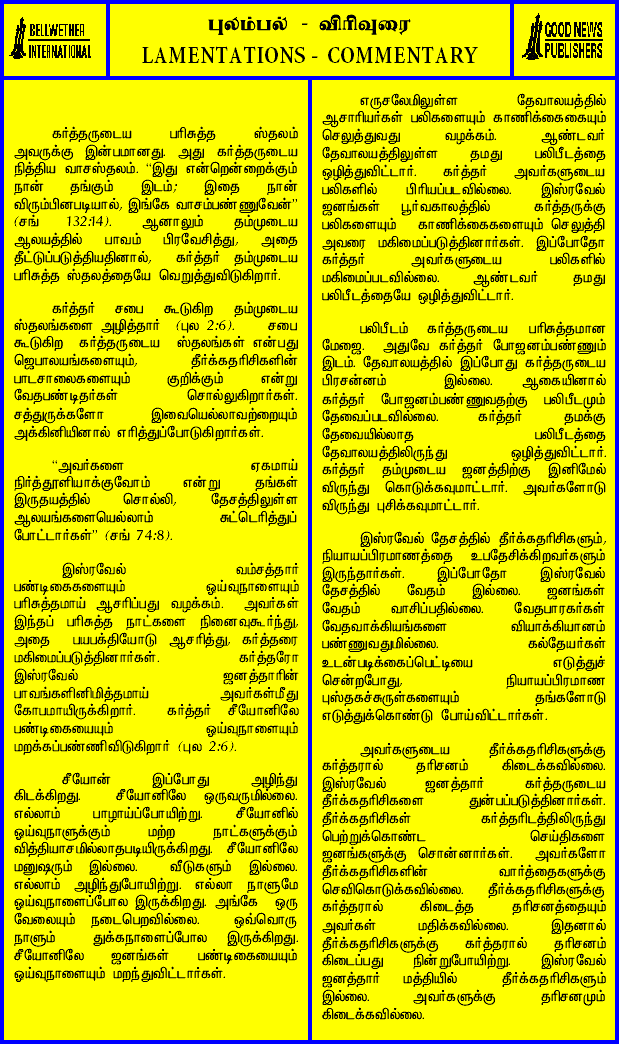 BELLWETHER
INTERNATIONAL
புலம்பல் - விரிவுரை
LAMENTATIONS - COMMENTARY
GOOD NEWS
PUBLISHERS
கர்த்தருடைய பரிசுத்த ஸ்தலம்
அவருக்கு இன்பமானது. அது கர்த்தருடைய
நித்திய வாசஸ்தலம். “இது என்றென்றைக்கும்
நான் தங்கும் இடம்; இதை நான்
விரும்பினபடியால், இங்கே வாசம்பண்ணுவேன்”
(சங் 132:14). ஆனாலும் தம்முடைய
ஆலயத்தில் பாவம் பிரவேசித்து, அதை
தீட்டுப்படுத்தியதினால், கர்த்தர் தம்முடைய
பரிசுத்த ஸ்தலத்தையே வெறுத்துவிடுகிறார்.
கர்த்தர் சபை கூடுகிற தம்முடைய
ஸ்தலங்களை அழித்தார் (புல 2:6). சபை
கூடுகிற கர்த்தருடைய ஸ்தலங்கள் என்பது
ஜெபாலயங்களையும், தீர்க்கதரிசிகளின்
பாடசாலைகளையும் குறிக்கும் என்று
வேதபண்டிதர்கள் சொல்லுகிறார்கள்.
சத்துருக்களோ இவையெல்லாவற்றையும்
அக்கினியினால் எரித்துப்போடுகிறார்கள்.
“அவர்களை ஏகமாய்
நிர்த்தூளியாக்குவோம் என்று தங்கள்
இருதயத்தில் சொல்லி, தேசத்திலுள்ள
ஆலயங்களையெல்லாம் சுட்டெரித்துப்
போட்டார்கள்” (சங் 74:8).
இஸ்ரவேல் வம்சத்தார்
பண்டிகைகளையும் ஓய்வுநாளையும்
பரிசுத்தமாய் ஆசரிப்பது வழக்கம். அவர்கள்
இந்தப் பரிசுத்த நாட்களை நினைவுகூர்ந்து,
அதை பயபக்தியோடு ஆசரித்து, கர்த்தரை
மகிமைப்படுத்தினார்கள். கர்த்தரோ
இஸ்ரவேல் ஜனத்தாரின்
பாவங்களினிமித்தமாய் அவர்கள்மீது
கோபமாயிருக்கிறார். கர்த்தர் சீயோனிலே
பண்டிகையையும் ஓய்வுநாளையும்
மறக்கப்பண்ணிவிடுகிறார் (புல 2:6).
சீயோன் இப்போது அழிந்து
கிடக்கிறது. சீயோனிலே ஒருவருமில்லை.
எல்லாம் பாழாய்ப்போயிற்று. சீயோனில்
ஓய்வுநாளுக்கும் மற்ற நாட்களுக்கும்
வித்தியாசமில்லாதபடியிருக்கிறது. சீயோனிலே
மனுஷரும் இல்லை. வீடுகளும் இல்லை.
எல்லாம் அழிந்துபோயிற்று. எல்லா நாளுமே
ஓய்வுநாளைப்போல இருக்கிறது. அங்கே ஒரு
வேலையும் நடைபெறவில்லை. ஒவ்வொரு
நாளும் துக்கநாளைப்போல இருக்கிறது.
சீயோனிலே ஜனங்கள் பண்டிகையையும்
ஓய்வுநாளையும் மறந்துவிட்டார்கள்.
எருசலேமிலுள்ள தேவாலயத்தில்
ஆசாரியர்கள் பலிகளையும் காணிக்கைகையும்
செலுத்துவது வழக்கம். ஆண்டவர்
தேவாலயத்திலுள்ள தமது பலிபீடத்தை
ஒழித்துவிட்டார். கர்த்தர் அவர்களுடைய
பலிகளில் பிரியப்படவில்லை. இஸ்ரவேல்
ஜனங்கள் பூர்வகாலத்தில் கர்த்தருக்கு
பலிகளையும் காணிக்கைகளையும் செலுத்தி
அவரை மகிமைப்படுத்தினார்கள். இப்போதோ
கர்த்தர் அவர்களுடைய பலிகளில்
மகிமைப்படவில்லை. ஆண்டவர் தமது
பலிபீடத்தையே ஒழித்துவிட்டார்.
பலிபீடம் கர்த்தருடைய பரிசுத்தமான
மேஜை. அதுவே கர்த்தர் போஜனம்பண்ணும்
இடம். தேவாலயத்தில் இப்போது கர்த்தருடைய
பிரசன்னம் இல்லை. ஆகையினால்
கர்த்தர் போஜனம்பண்ணுவதற்கு பலிபீடமும்
தேவைப்படவில்லை. கர்த்தர் தமக்கு
தேவையில்லாத பலிபீடத்தை
தேவாலயத்திலிருந்து ஒழித்துவிட்டார்.
கர்த்தர் தம்முடைய ஜனத்திற்கு இனிமேல்
விருந்து கொடுக்கவுமாட்டார். அவர்களோடு
விருந்து புசிக்கவுமாட்டார்.
இஸ்ரவேல் தேசத்தில் தீர்க்கதரிசிகளும்,
நியாயப்பிரமாணத்தை உபதேசிக்கிறவர்களும்
இருந்தார்கள். இப்போதோ இஸ்ரவேல்
தேசத்தில் வேதம் இல்லை. ஜனங்கள்
வேதம் வாசிப்பதில்லை. வேதபாரகர்கள்
வேதவாக்கியங்களை வியாக்கியானம்
பண்ணுவதுமில்லை. கல்தேயர்கள்
உடன்படிக்கைப்பெட்டியை எடுத்துச்
சென்றபோது, நியாயப்பிரமாண
புஸ்தகச்சுருள்களையும் தங்களோடு
எடுத்துக்கொண்டு போய்விட்டார்கள்.
அவர்களுடைய தீர்க்கதரிசிகளுக்கு
கர்த்தரால் தரிசனம் கிடைக்கவில்லை.
இஸ்ரவேல் ஜனத்தார் கர்த்தருடைய
தீர்க்கதரிசிகளை துன்பப்படுத்தினார்கள்.
தீர்க்கதரிசிகள் கர்த்தரிடத்திலிருந்து
பெற்றுக்கொண்ட செய்திகளை
ஜனங்களுக்கு சொன்னார்கள். அவர்களோ
தீர்க்கதரிசிகளின் வார்த்தைகளுக்கு
செவிகொடுக்கவில்லை. தீர்க்கதரிசிகளுக்கு
கர்த்தரால் கிடைத்த தரிசனத்தையும்
அவர்கள் மதிக்கவில்லை. இதனால்
தீர்க்கதரிசிகளுக்கு கர்த்தரால் தரிசனம்
கிடைப்பது நின்றுபோயிற்று. இஸ்ரவேல்
ஜனத்தார் மத்தியில் தீர்க்கதரிசிகளும்
இல்லை. அவர்களுக்கு தரிசனமும்
கிடைக்கவில்லை.